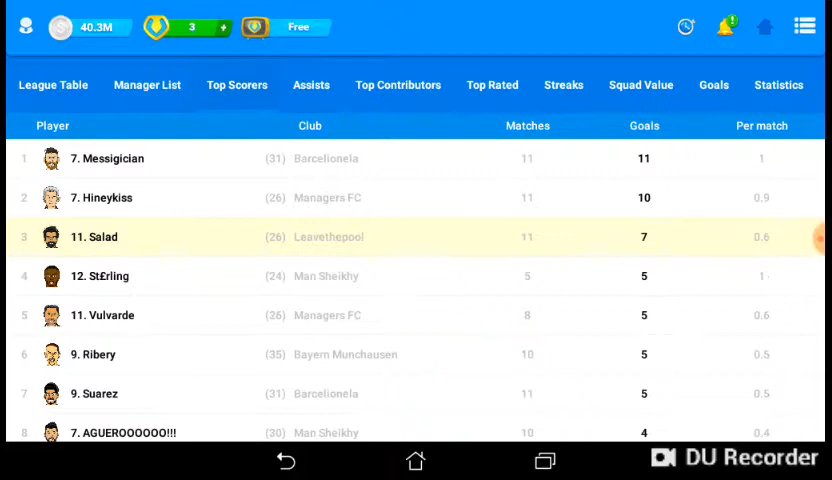 40.3M 3 + Free !
League Table Manager List Top Scorers Assists Top Contributors Top Rated Streaks Squad Value Goals Statistics
Player Club Matches Goals Per match
1 7. Messigician (31) Barcelionela 11 11 1
2 7. Hineykiss (26) Managers FC 11 10 0.9
3 11. Salad (26) Leavethepool 11 7 0.6
4 12. St£rling (24) Man Sheikhy 5 5 1
5 11. Vulvarde (26) Managers FC 8 5 0.6
6 9. Ribery (35) Bayern Munchausen 10 5 0.5
7 9. Suarez (31) Barcelionela 11 5 0.5
8 7. AGUEROOOOOO!!! (30) Man Sheikhy 10 4 0.4
DU Recorder